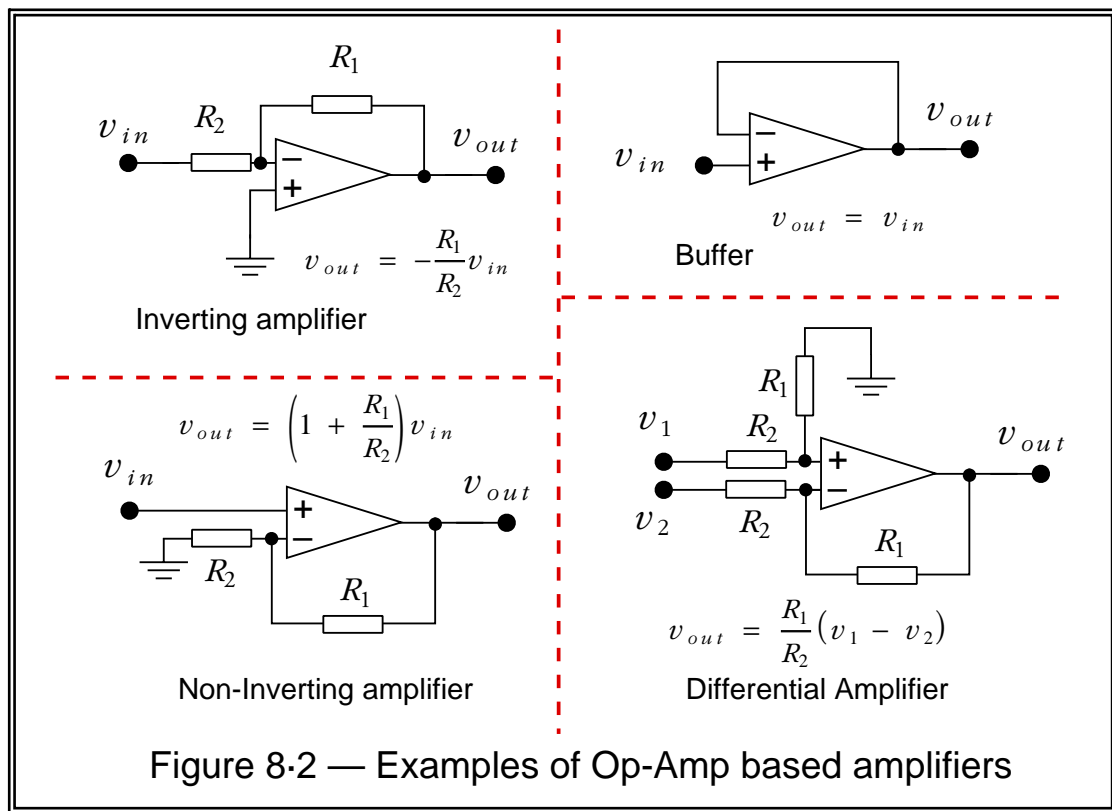 R1
vin
R2
vout
−
+
vout = −R1/R2 vin
Inverting amplifier
−
+
vin
vout
vout = vin
Buffer
vout = (1 + R1/R2) vin
vin
+
−
vout
R2
R1
Non-Inverting amplifier
R1
v1
R2
+
−
vout
v2
R2
R1
vout = R1/R2 (v1 − v2)
Differential Amplifier
Figure 8·2 — Examples of Op-Amp based amplifiers